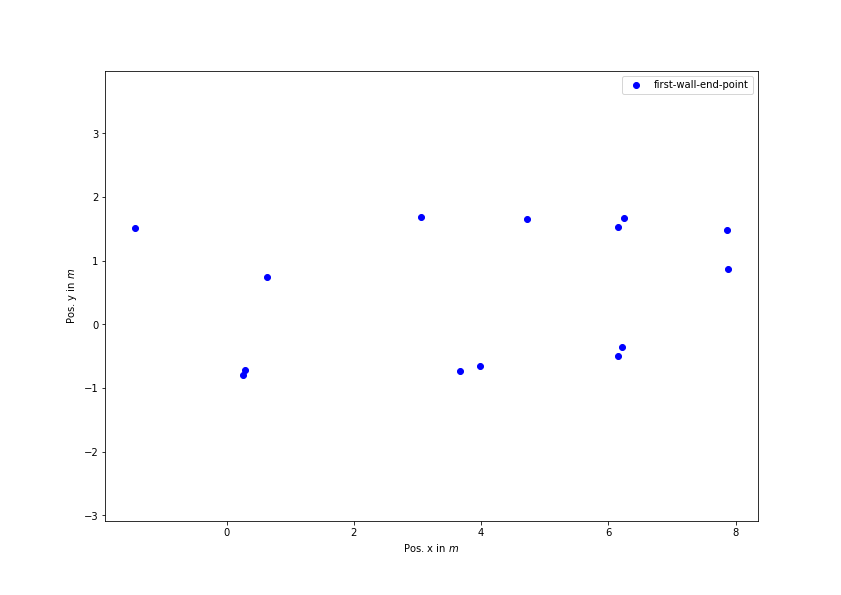 first-wall-end-point
3
2
1
0
−1
−2
−3
Pos. y in m
0 2 4 6 8
Pos. x in m